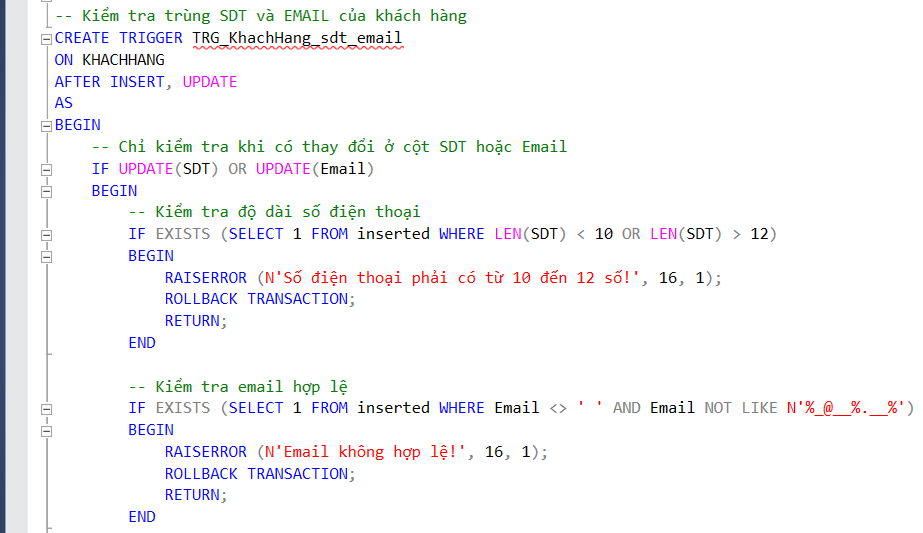 -- Kiểm tra trùng SDT và EMAIL của khách hàng
CREATE TRIGGER TRG_KhachHang_sdt_email
ON KHACHHANG
AFTER INSERT, UPDATE
AS
BEGIN
-- Chỉ kiểm tra khi có thay đổi ở cột SDT hoặc Email
IF UPDATE(SDT) OR UPDATE(Email)
BEGIN
-- Kiểm tra độ dài số điện thoại
IF EXISTS (SELECT 1 FROM inserted WHERE LEN(SDT) < 10 OR LEN(SDT) > 12)
BEGIN
RAISERROR (N'Số điện thoại phải có từ 10 đến 12 số!', 16, 1);
ROLLBACK TRANSACTION;
RETURN;
END
-- Kiểm tra email hợp lệ
IF EXISTS (SELECT 1 FROM inserted WHERE Email <> ' ' AND Email NOT LIKE N'%_@__%.__%')
BEGIN
RAISERROR (N'Email không hợp lệ!', 16, 1);
ROLLBACK TRANSACTION;
RETURN;
END